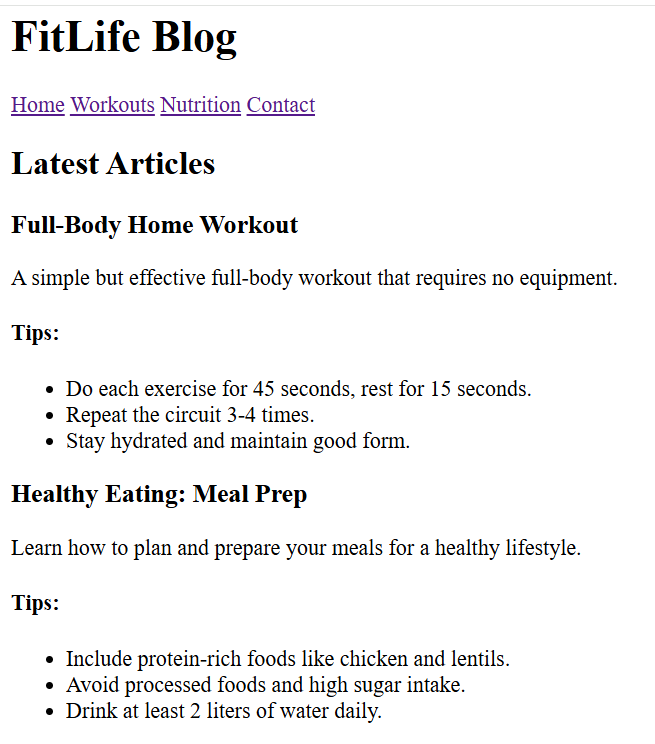 FitLife Blog
Home Workouts Nutrition Contact
Latest Articles
Full-Body Home Workout
A simple but effective full-body workout that requires no equipment.
Tips:
Do each exercise for 45 seconds, rest for 15 seconds.
Repeat the circuit 3-4 times.
Stay hydrated and maintain good form.
Healthy Eating: Meal Prep
Learn how to plan and prepare your meals for a healthy lifestyle.
Tips:
Include protein-rich foods like chicken and lentils.
Avoid processed foods and high sugar intake.
Drink at least 2 liters of water daily.